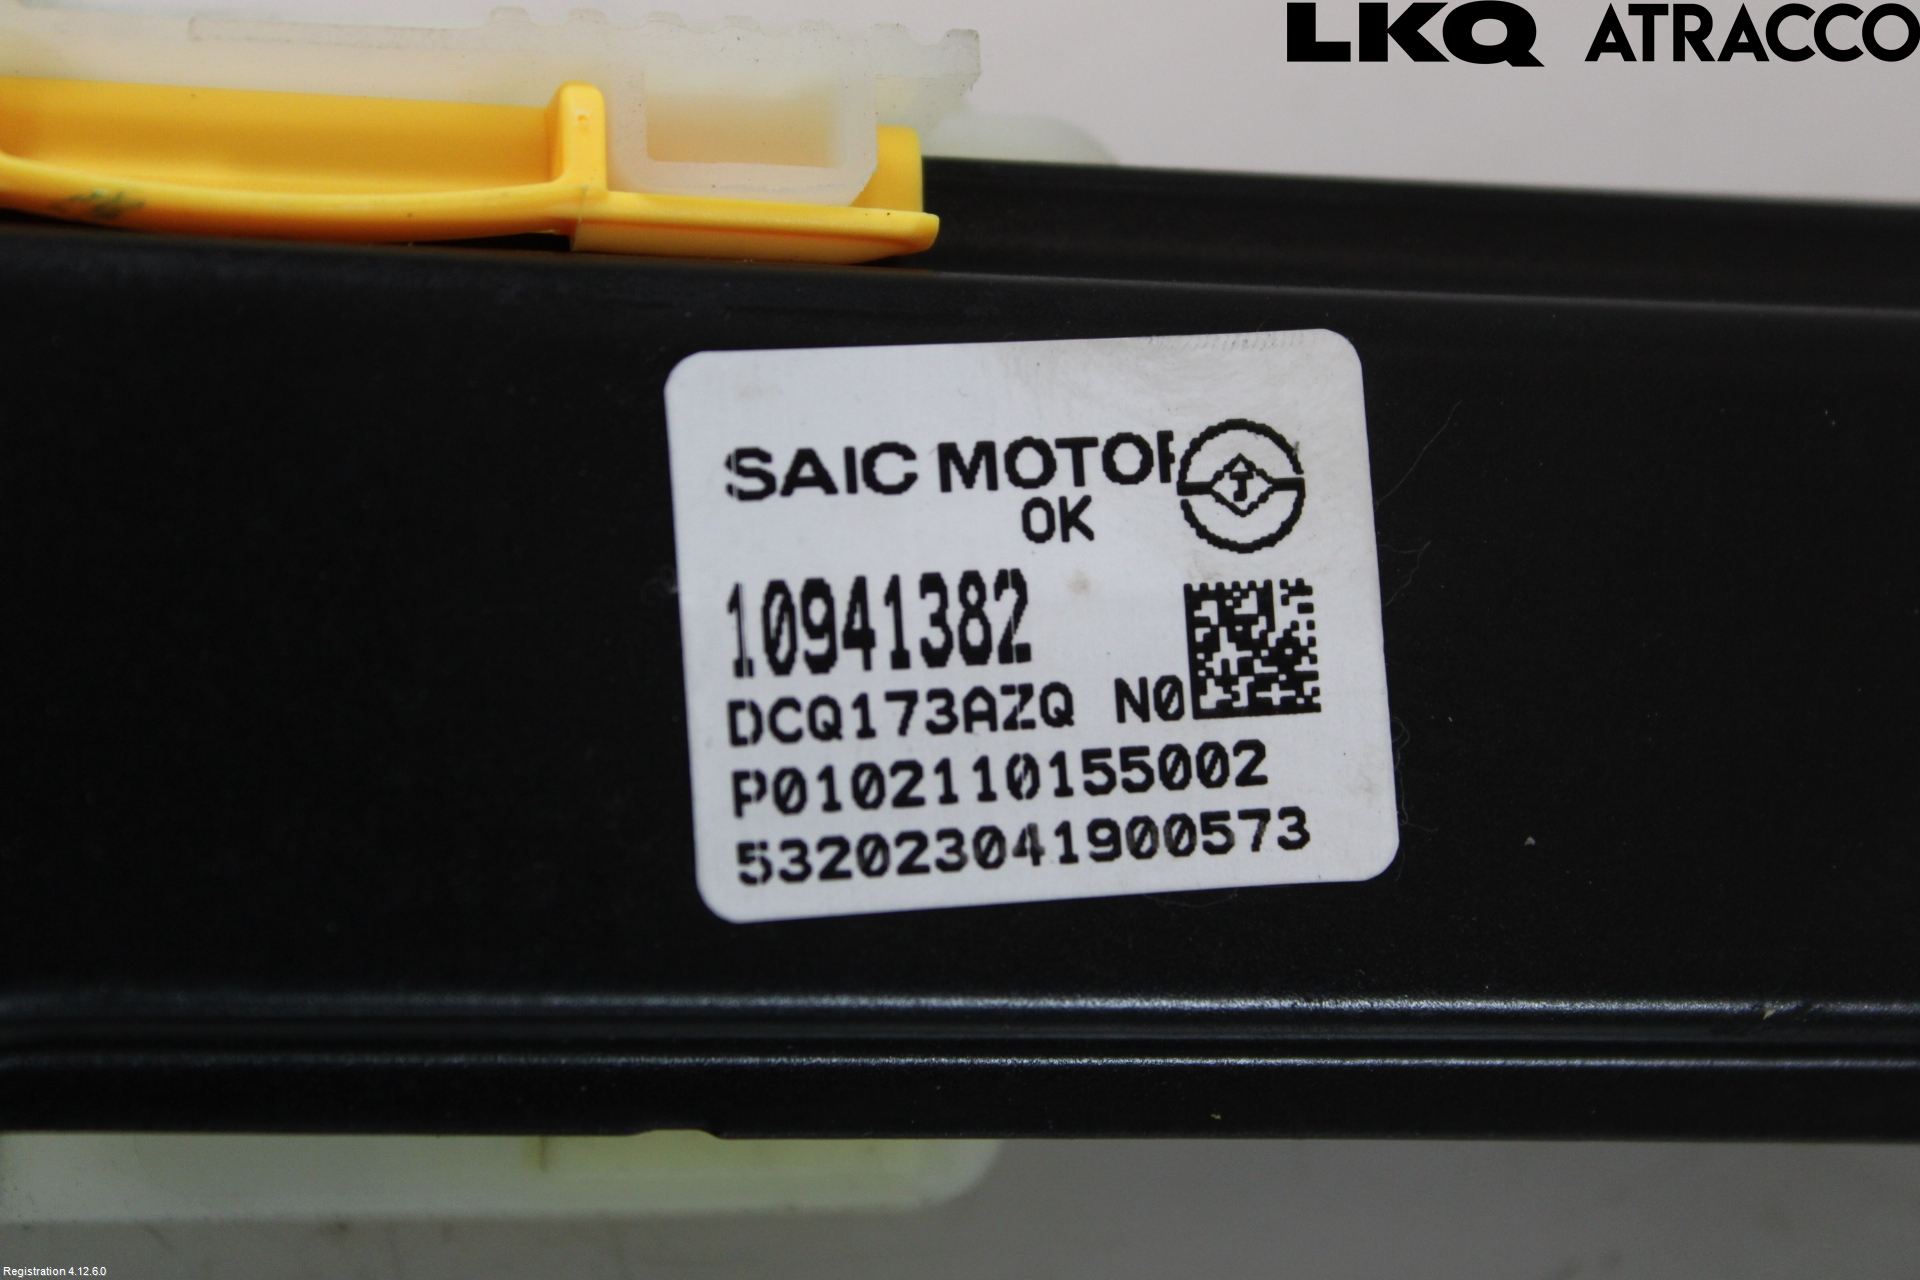 LKQ ATRACCO
SAIC MOTOR
OK
10941382
DCQ173AZQ N0
P0102110155002
532023041900573
Registration 4.12.6.0